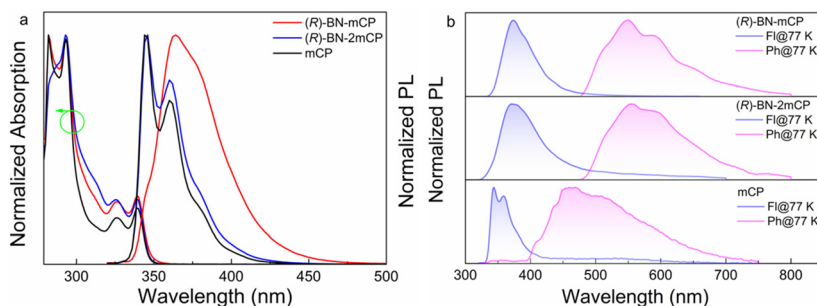 a
(R)-BN-mCP
(R)-BN-2mCP
mCP
Normalized Absorption
Normalized PL
300 350 400 450 500
Wavelength (nm)
b
(R)-BN-mCP
Fl@77 K
Ph@77 K
(R)-BN-2mCP
Fl@77 K
Ph@77 K
mCP
Fl@77 K
Ph@77 K
Normalized PL
300 400 500 600 700 800
Wavelength (nm)